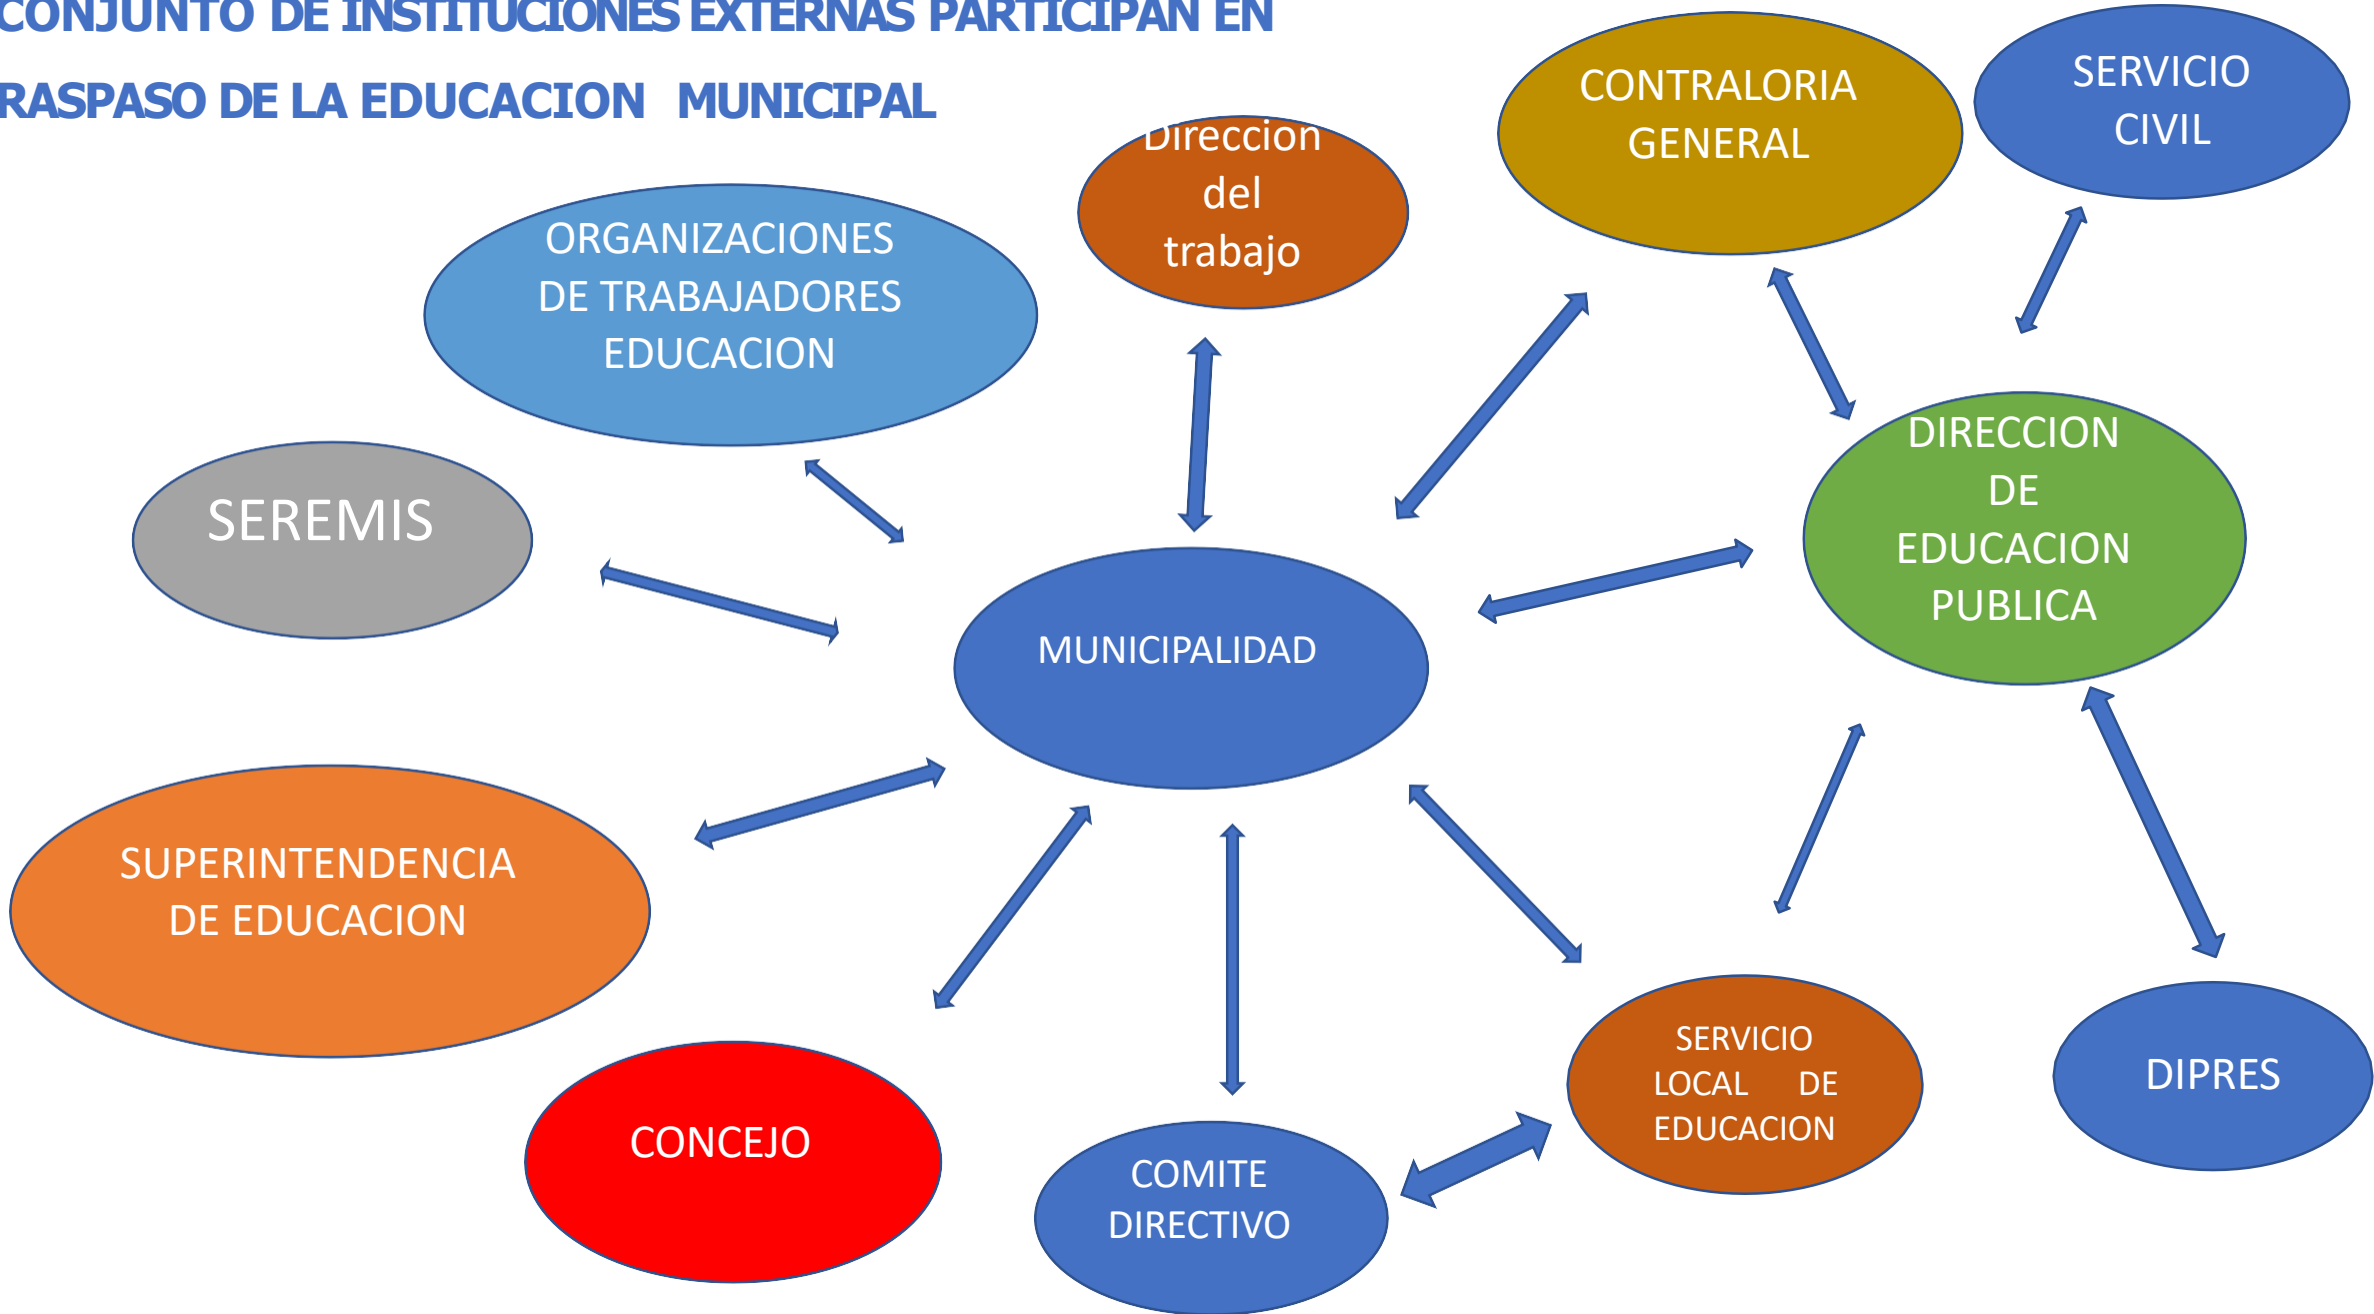 CONJUNTO DE INSTITUCIONES EXTERNAS PARTICIPAN EN
RASPASO DE LA EDUCACION MUNICIPAL
CONTRALORIA
GENERAL
SERVICIO
CIVIL
Direccion
del
trabajo
ORGANIZACIONES
DE TRABAJADORES
EDUCACION
SEREMIS
DIRECCION
DE
EDUCACION
PUBLICA
MUNICIPALIDAD
SUPERINTENDENCIA
DE EDUCACION
SERVICIO
LOCAL DE
EDUCACION
DIPRES
CONCEJO
COMITE
DIRECTIVO